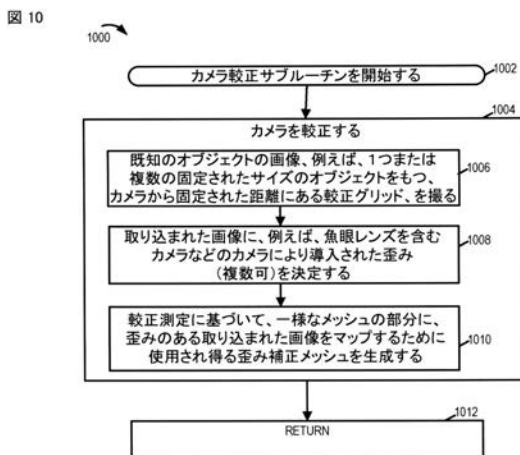 図 10
1000
カメラ較正サブルーチンを開始する
1002
1004
カメラを較正する
既知のオブジェクトの画像、例えば、1つまたは
複数の固定されたサイズのオブジェクトをもつ、
カメラから固定された距離にある較正グリッド、を撮る
1006
取り込まれた画像に、例えば、魚眼レンズを含む
カメラなどのカメラにより導入された歪み
(複数可)を決定する
1008
較正測定に基づいて、一様なメッシュの部分に、
歪みのある取り込まれた画像をマップするために
使用され得る歪み補正メッシュを生成する
1010
1012
RETURN